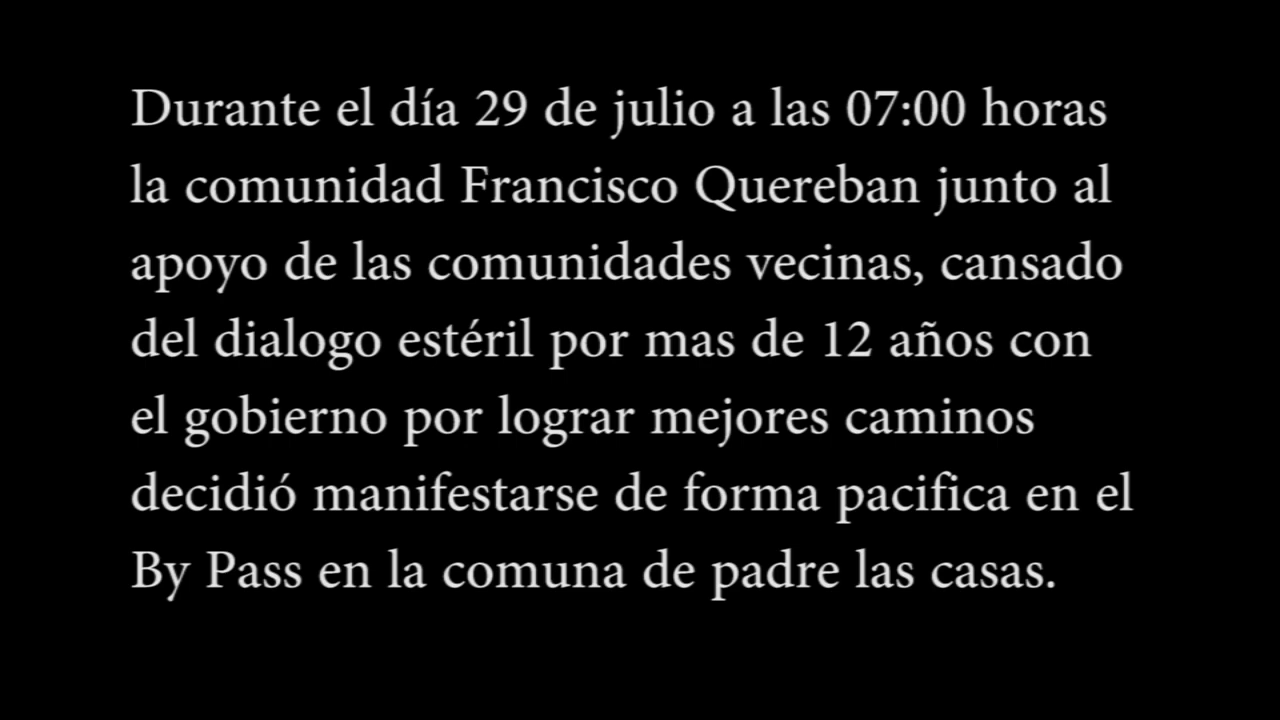 Durante el día 29 de julio a las 07:00 horas
la comunidad Francisco Quereban junto al
apoyo de las comunidades vecinas, cansado
del dialogo estéril por mas de 12 años con
el gobierno por lograr mejores caminos
decidió manifestarse de forma pacifica en el
By Pass en la comuna de padre las casas.